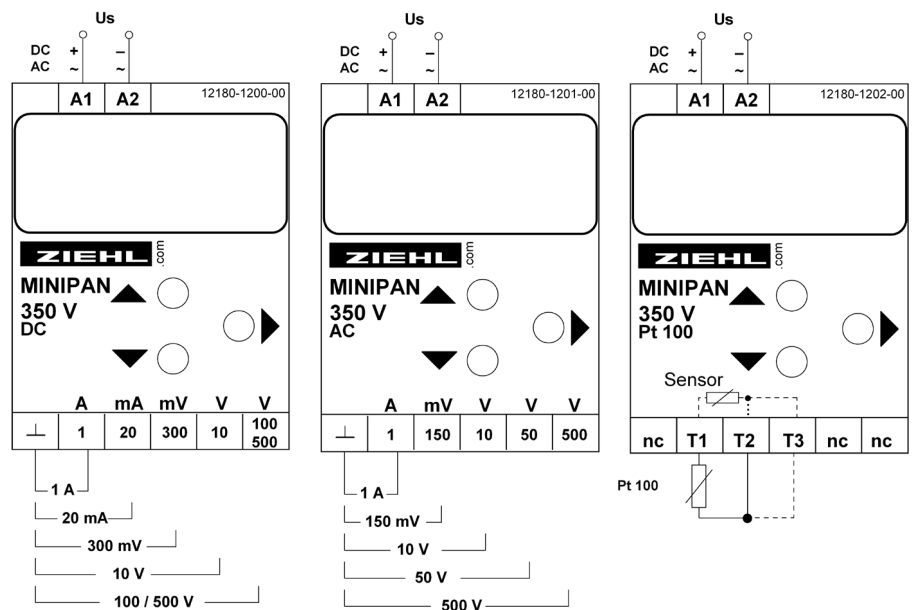 Us
DC + –
AC ~ ~
A1 A2 12180-1200-00
ZIEHL .com
MINIPAN
350 V
DC
A mA mV V V
⊥ 1 20 300 10 100 500
1 A
20 mA
300 mV
10 V
100 / 500 V
Us
DC + –
AC ~ ~
A1 A2 12180-1201-00
ZIEHL .com
MINIPAN
350 V
AC
A mV V V V
⊥ 1 150 10 50 500
1 A
150 mV
10 V
50 V
500 V
Us
DC + –
AC ~ ~
A1 A2 12180-1202-00
ZIEHL .com
MINIPAN
350 V
Pt 100
Sensor
nc T1 T2 T3 nc nc
Pt 100